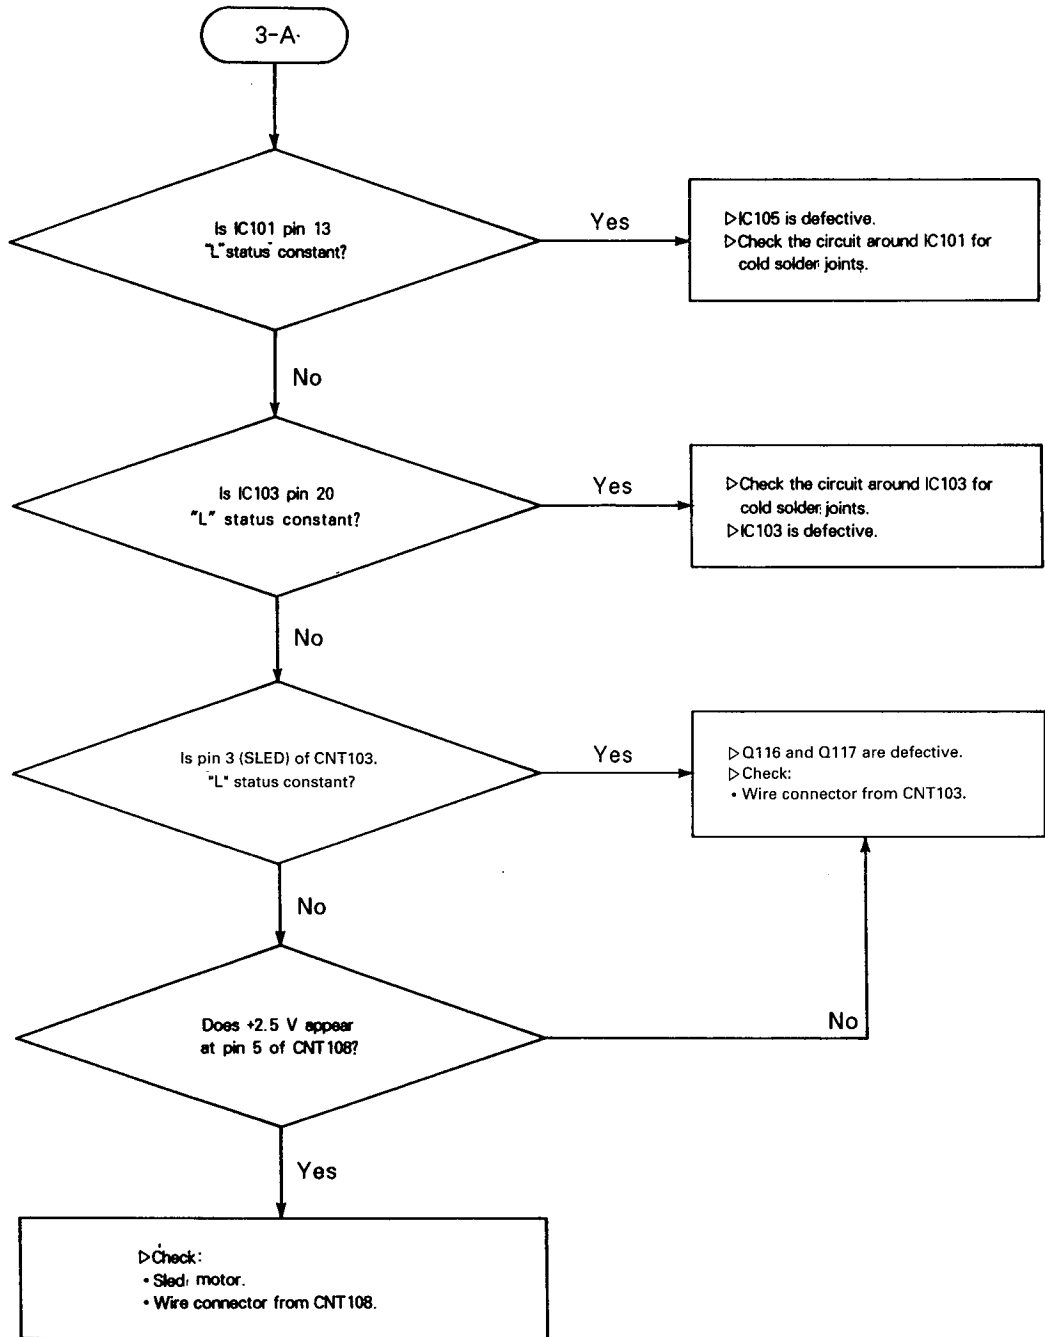 3-A
Is IC101 pin 13
"L" status constant?
Yes
▷IC105 is defective.
▷Check the circuit around IC101 for
cold solder joints.
No
Is IC103 pin 20
"L" status constant?
Yes
▷Check the circuit around IC103 for
cold solder joints.
▷IC103 is defective.
No
Is pin 3 (SLED) of CNT103.
"L" status constant?
Yes
▷Q116 and Q117 are defective.
▷Check:
• Wire connector from CNT103.
No
Does +2.5 V appear
at pin 5 of CNT108?
No
Yes
▷Check:
• Sled motor.
• Wire connector from CNT108.